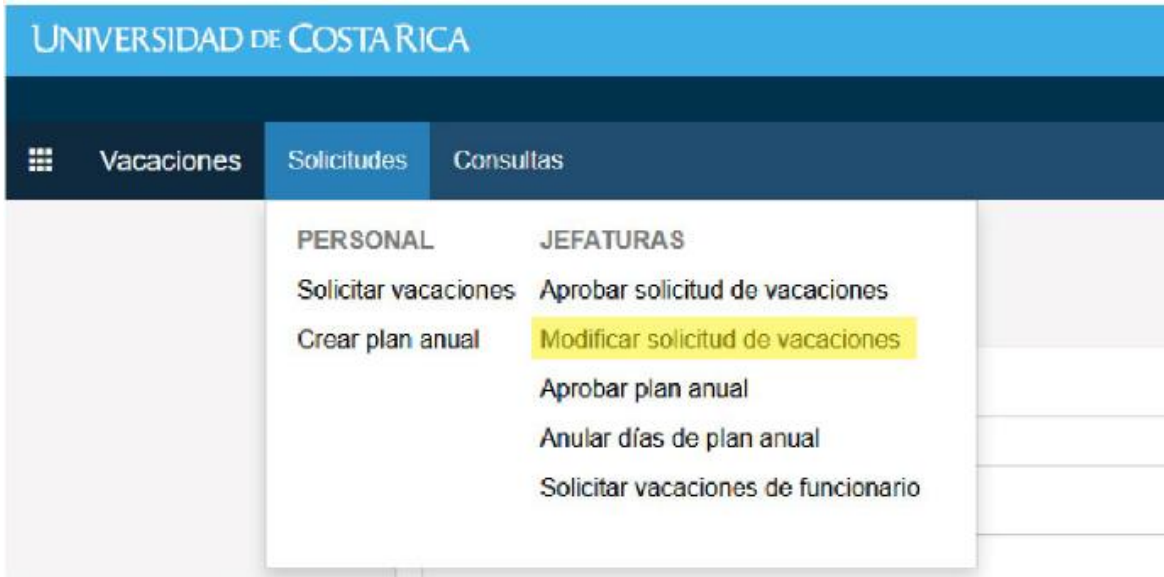 UNIVERSIDAD DE COSTA RICA
Vacaciones Solicitudes Consultas
PERSONAL
Solicitar vacaciones
Crear plan anual
JEFATURAS
Aprobar solicitud de vacaciones
Modificar solicitud de vacaciones
Aprobar plan anual
Anular días de plan anual
Solicitar vacaciones de funcionario